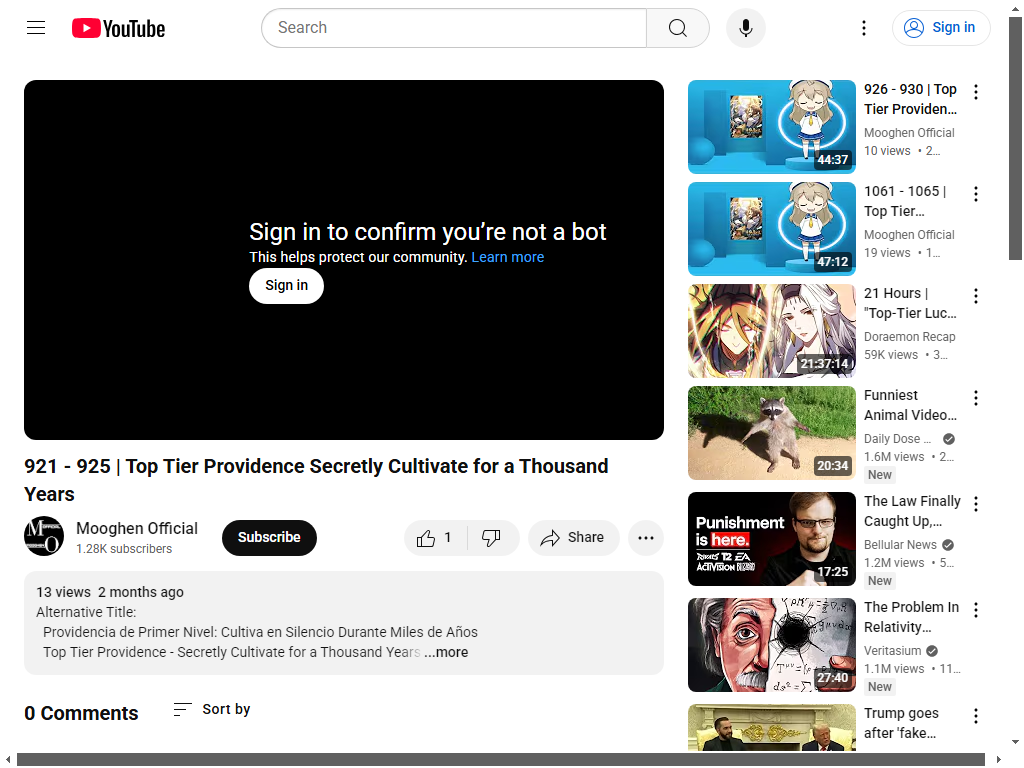 YouTube
Search
Sign in
Sign in to confirm you’re not a bot
This helps protect our community. Learn more
Sign in
921 - 925 | Top Tier Providence Secretly Cultivate for a Thousand
Years
Mooghen Official
1.28K subscribers
Subscribe
1
Share
13 views 2 months ago
Alternative Title:
Providencia de Primer Nivel: Cultiva en Silencio Durante Miles de Años
Top Tier Providence - Secretly Cultivate for a Thousand Years ...more
0 Comments
Sort by
44:37
926 - 930 | Top
Tier Providen...
Mooghen Official
10 views • 2...
47:12
1061 - 1065 |
Top Tier...
Mooghen Official
19 views • 1...
21:37:14
21 Hours |
"Top-Tier Luc...
Doraemon Recap
59K views • 3...
20:34
Funniest
Animal Video...
Daily Dose ...
1.6M views • 2...
New
Punishment
is here.
EA
17:25
The Law Finally
Caught Up,...
Bellular News
1.2M views • 5...
New
27:40
The Problem In
Relativity...
Veritasium
1.1M views • 11...
New
Trump goes
after 'fake...